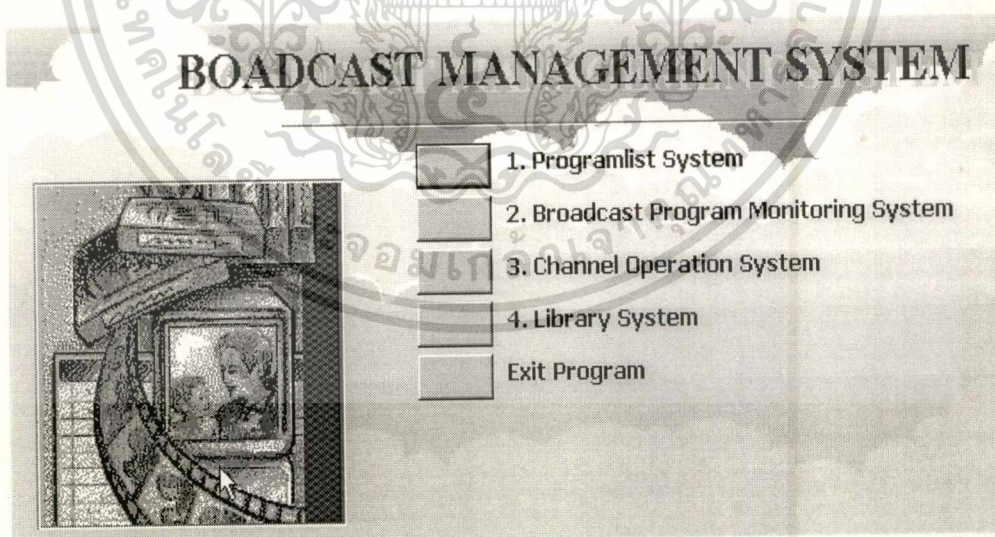 BOADCAST MANAGEMENT SYSTEM
1. Programlist System
2. Broadcast Program Monitoring System
3. Channel Operation System
4. Library System
Exit Program